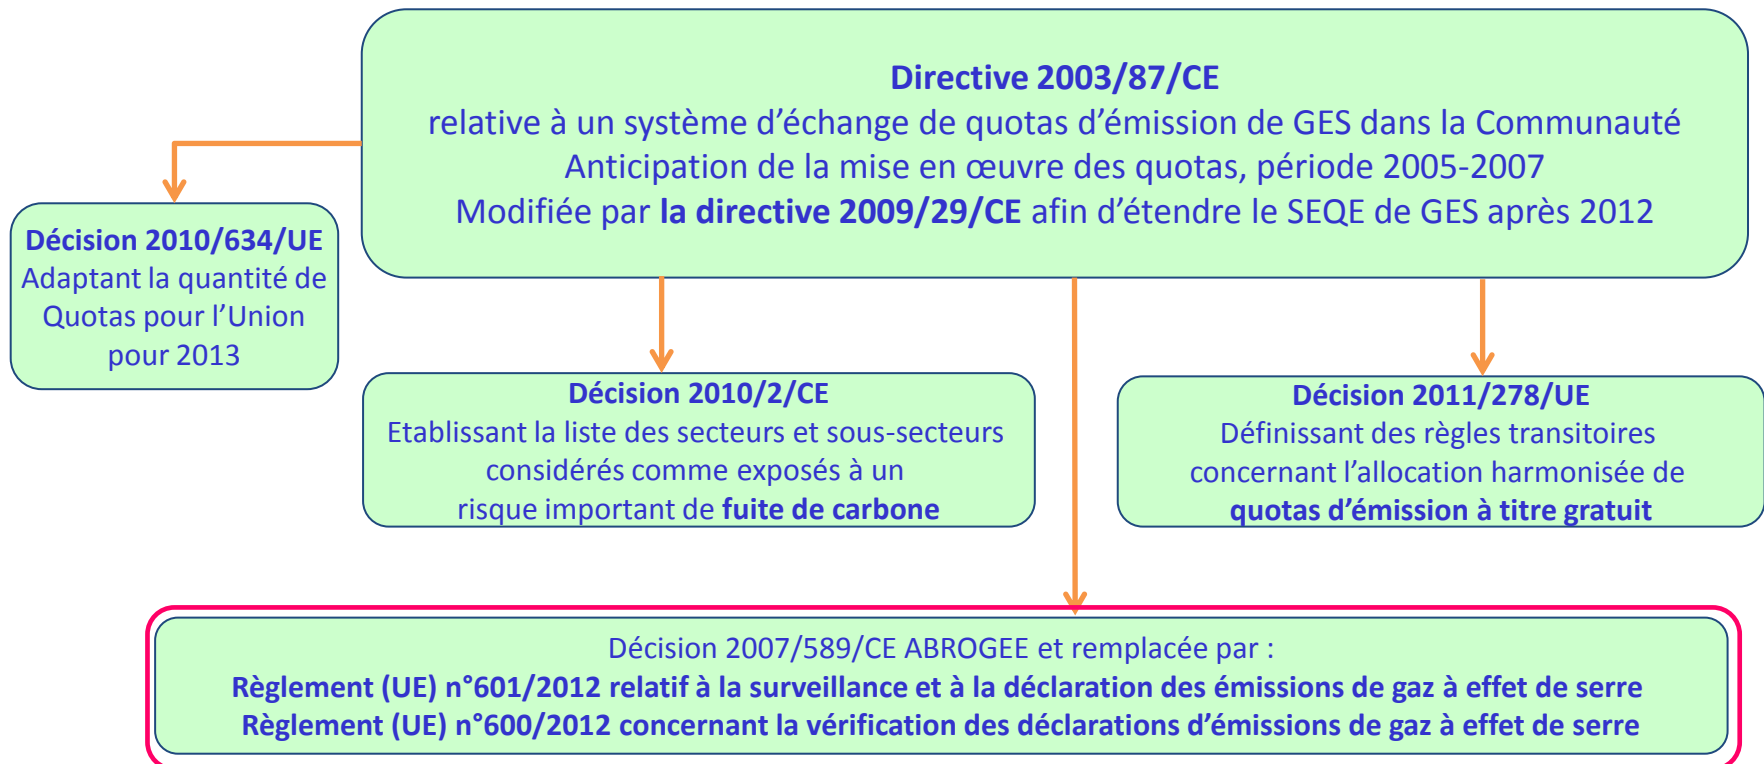 Directive 2003/87/CE
relative à un système d’échange de quotas d’émission de GES dans la Communauté
Anticipation de la mise en œuvre des quotas, période 2005-2007
Modifiée par la directive 2009/29/CE afin d’étendre le SEQE de GES après 2012
Décision 2010/634/UE
Adaptant la quantité de
Quotas pour l’Union
pour 2013
Décision 2010/2/CE
Etablissant la liste des secteurs et sous-secteurs
considérés comme exposés à un
risque important de fuite de carbone
Décision 2011/278/UE
Définissant des règles transitoires
concernant l’allocation harmonisée de
quotas d’émission à titre gratuit
Décision 2007/589/CE ABROGEE et remplacée par :
Règlement (UE) n°601/2012 relatif à la surveillance et à la déclaration des émissions de gaz à effet de serre
Règlement (UE) n°600/2012 concernant la vérification des déclarations d’émissions de gaz à effet de serre